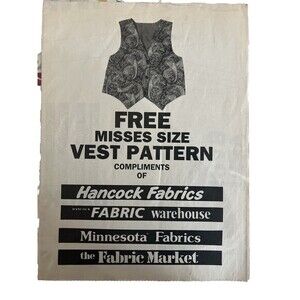 FREE
MISSES SIZE
VEST PATTERN
COMPLIMENTS
OF
Hancock Fabrics
FABRIC warehouse
Minnesota Fabrics
the Fabric Market